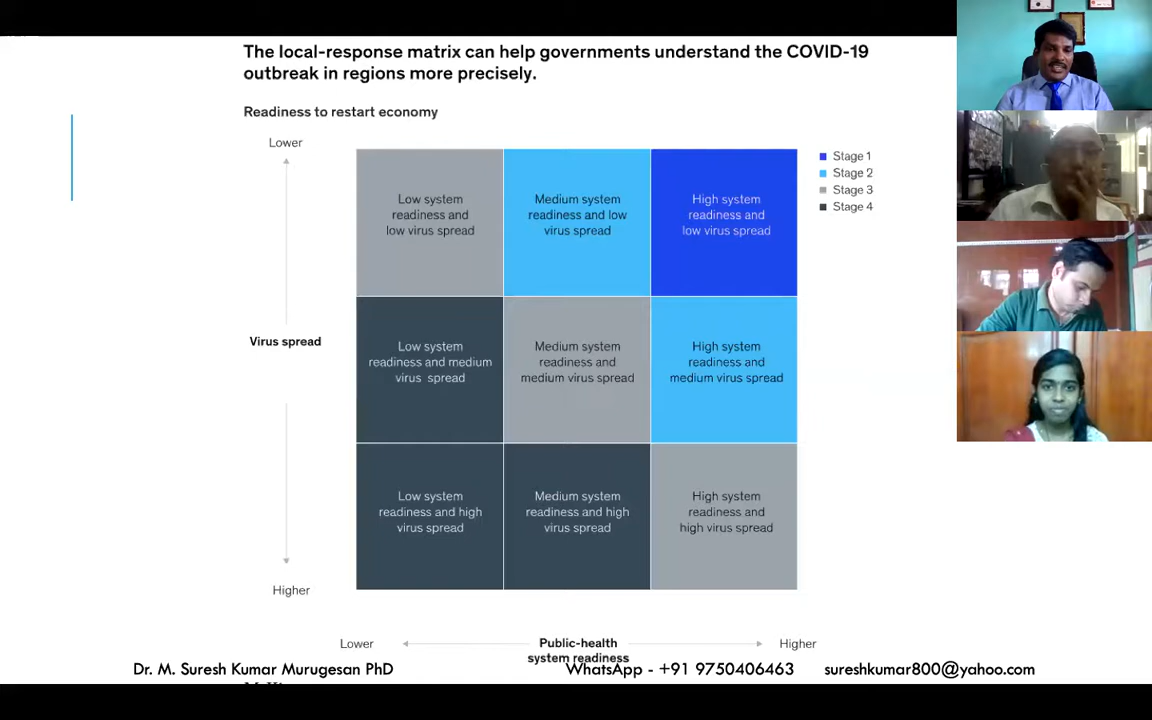 The local-response matrix can help governments understand the COVID-19
outbreak in regions more precisely.
Readiness to restart economy
Lower
Stage 1
Stage 2
Stage 3
Stage 4
Low system
readiness and
low virus spread
Medium system
readiness and low
virus spread
High system
readiness and
low virus spread
Virus spread
Low system
readiness and medium
virus spread
Medium system
readiness and
medium virus spread
High system
readiness and
medium virus spread
Low system
readiness and high
virus spread
Medium system
readiness and high
virus spread
High system
readiness and
high virus spread
Higher
Lower
Public-health
system readiness
Higher
Dr. M. Suresh Kumar Murugesan PhD
WhatsApp - +91 9750406463
sureshkumar800@yahoo.com